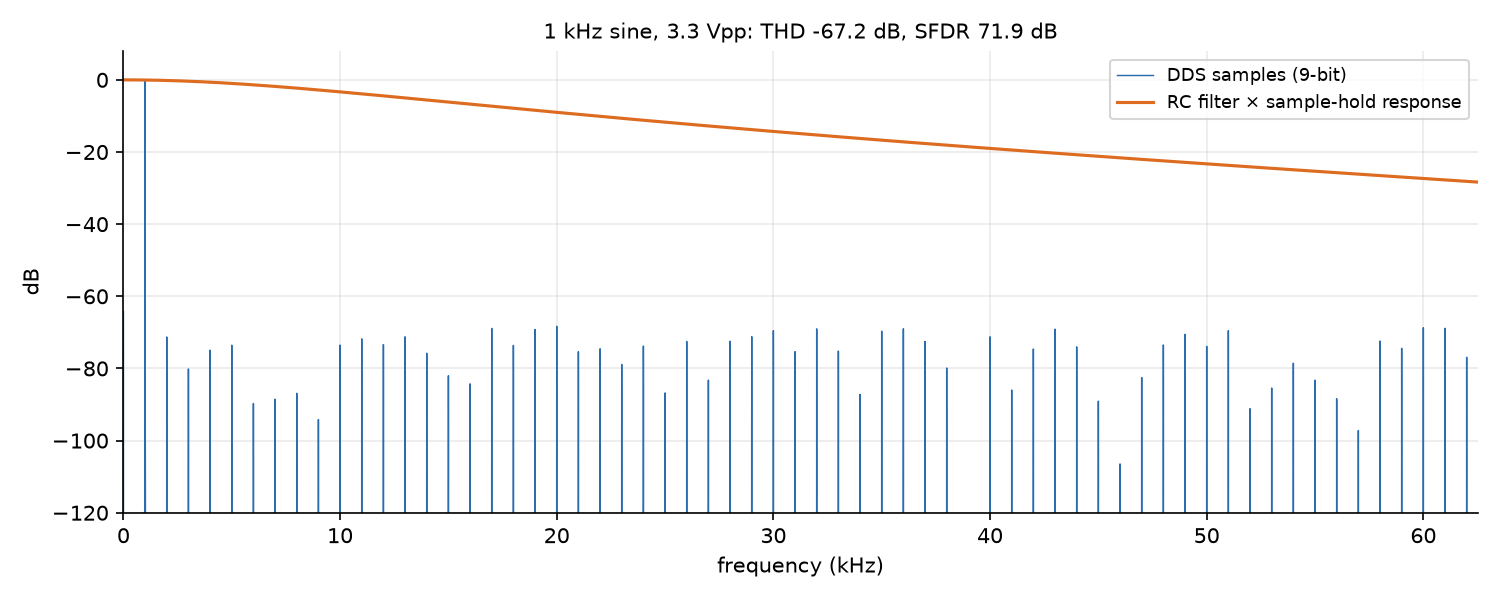 1 kHz sine, 3.3 Vpp: THD -67.2 dB, SFDR 71.9 dB
DDS samples (9-bit)
RC filter × sample-hold response
dB
0
−20
−40
−60
−80
−100
−120
0 10 20 30 40 50 60
frequency (kHz)